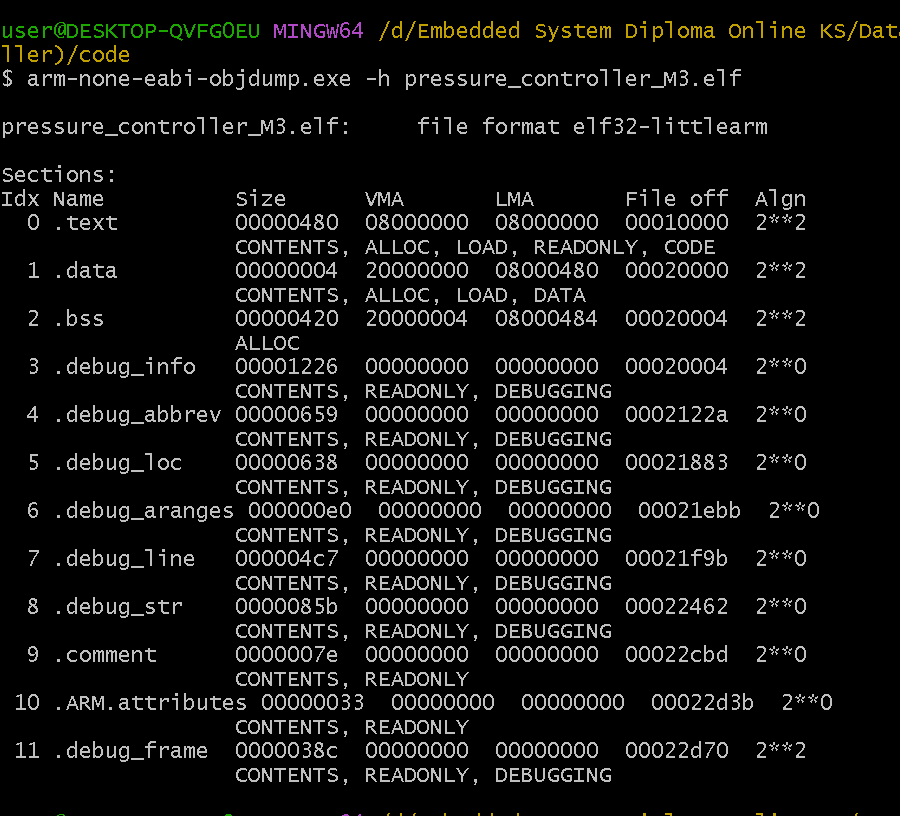 user@DESKTOP-QVFG0EU MINGW64 /d/Embedded System Diploma Online KS/Dat
ller)/code
$ arm-none-eabi-objdump.exe -h pressure_controller_M3.elf
pressure_controller_M3.elf:     file format elf32-littlearm
Sections:
Idx Name          Size      VMA       LMA       File off  Algn
  0 .text         00000480  08000000  08000000  00010000  2**2
                  CONTENTS, ALLOC, LOAD, READONLY, CODE
  1 .data         00000004  20000000  08000480  00020000  2**2
                  CONTENTS, ALLOC, LOAD, DATA
  2 .bss          00000420  20000004  08000484  00020004  2**2
                  ALLOC
  3 .debug_info   00001226  00000000  00000000  00020004  2**0
                  CONTENTS, READONLY, DEBUGGING
  4 .debug_abbrev 00000659  00000000  00000000  0002122a  2**0
                  CONTENTS, READONLY, DEBUGGING
  5 .debug_loc    00000638  00000000  00000000  00021883  2**0
                  CONTENTS, READONLY, DEBUGGING
  6 .debug_aranges 000000e0  00000000  00000000  00021ebb  2**0
                  CONTENTS, READONLY, DEBUGGING
  7 .debug_line   000004c7  00000000  00000000  00021f9b  2**0
                  CONTENTS, READONLY, DEBUGGING
  8 .debug_str    0000085b  00000000  00000000  00022462  2**0
                  CONTENTS, READONLY, DEBUGGING
  9 .comment      0000007e  00000000  00000000  00022cbd  2**0
                  CONTENTS, READONLY
 10 .ARM.attributes 00000033  00000000  00000000  00022d3b  2**0
                  CONTENTS, READONLY
 11 .debug_frame  0000038c  00000000  00000000  00022d70  2**2
                  CONTENTS, READONLY, DEBUGGING